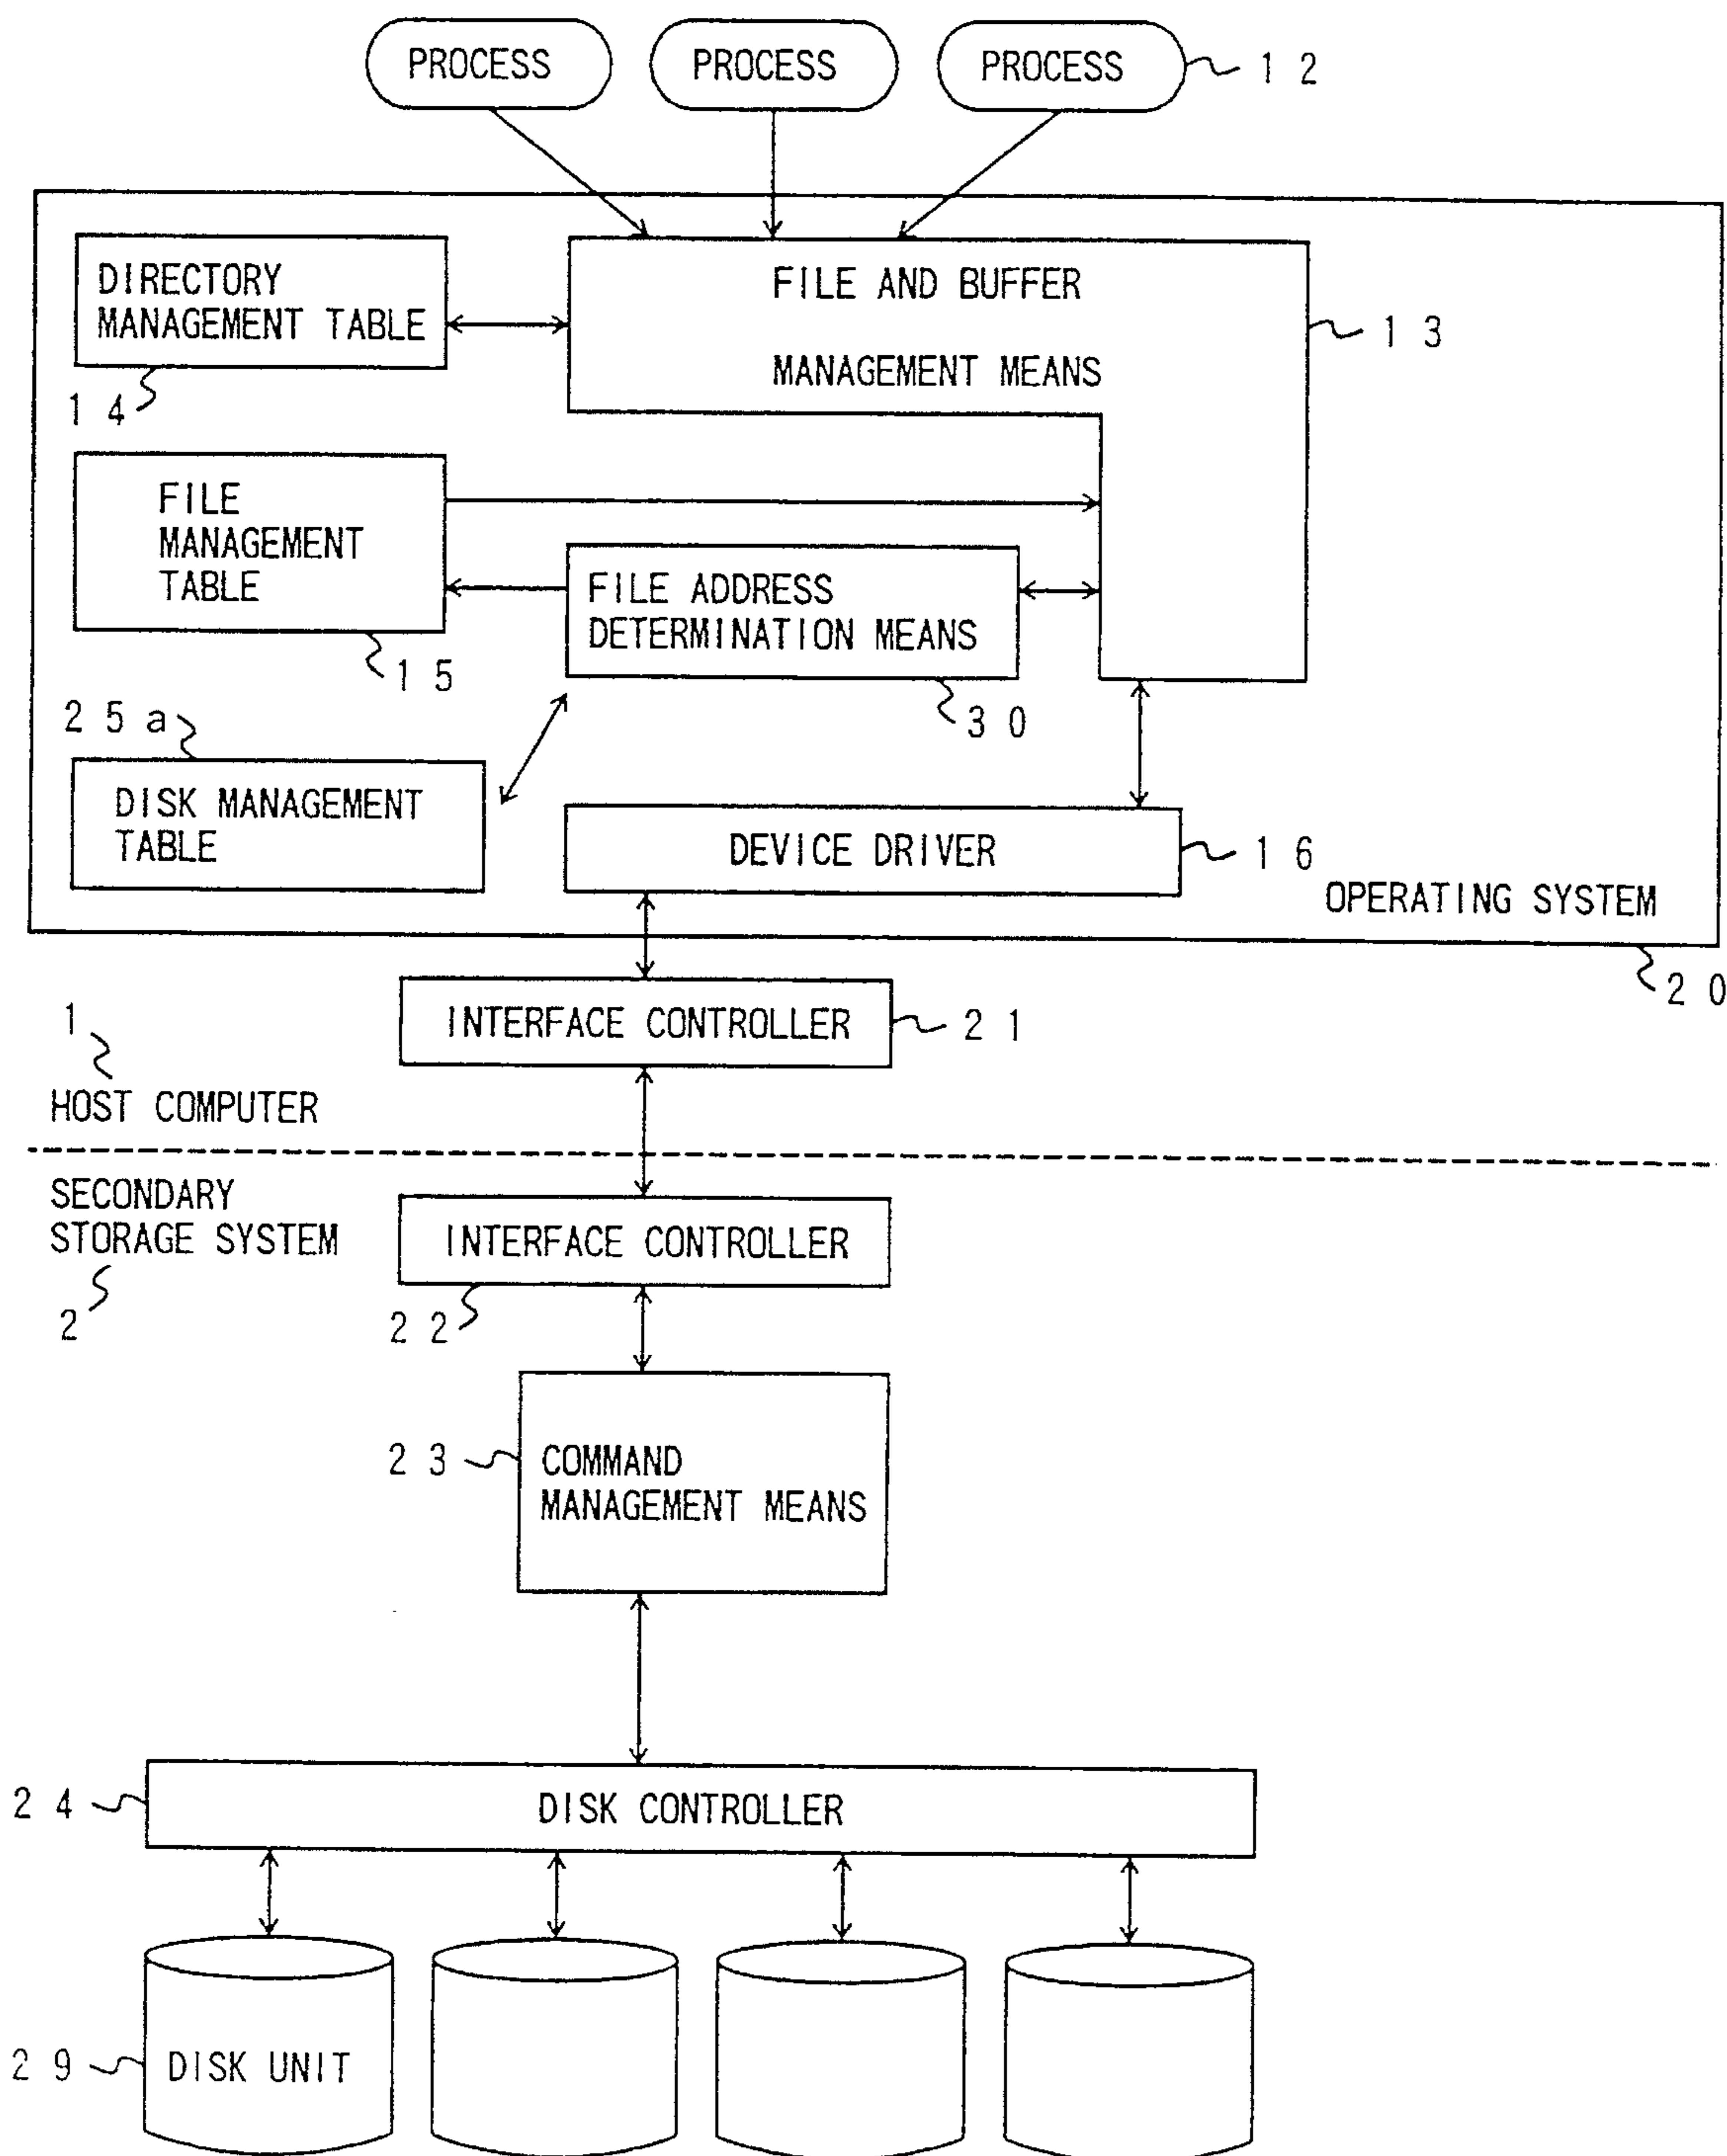 PROCESS
PROCESS
PROCESS
1 2
DIRECTORY
MANAGEMENT TABLE
1 4
FILE AND BUFFER
MANAGEMENT MEANS
1 3
FILE
MANAGEMENT
TABLE
1 5
FILE ADDRESS
DETERMINATION MEANS
3 0
2 5 a
DISK MANAGEMENT
TABLE
DEVICE DRIVER
1 6
OPERATING SYSTEM
2 0
INTERFACE CONTROLLER
2 1
1
HOST COMPUTER
SECONDARY
STORAGE SYSTEM
2
INTERFACE CONTROLLER
2 2
2 3
COMMAND
MANAGEMENT MEANS
2 4
DISK CONTROLLER
2 9
DISK UNIT